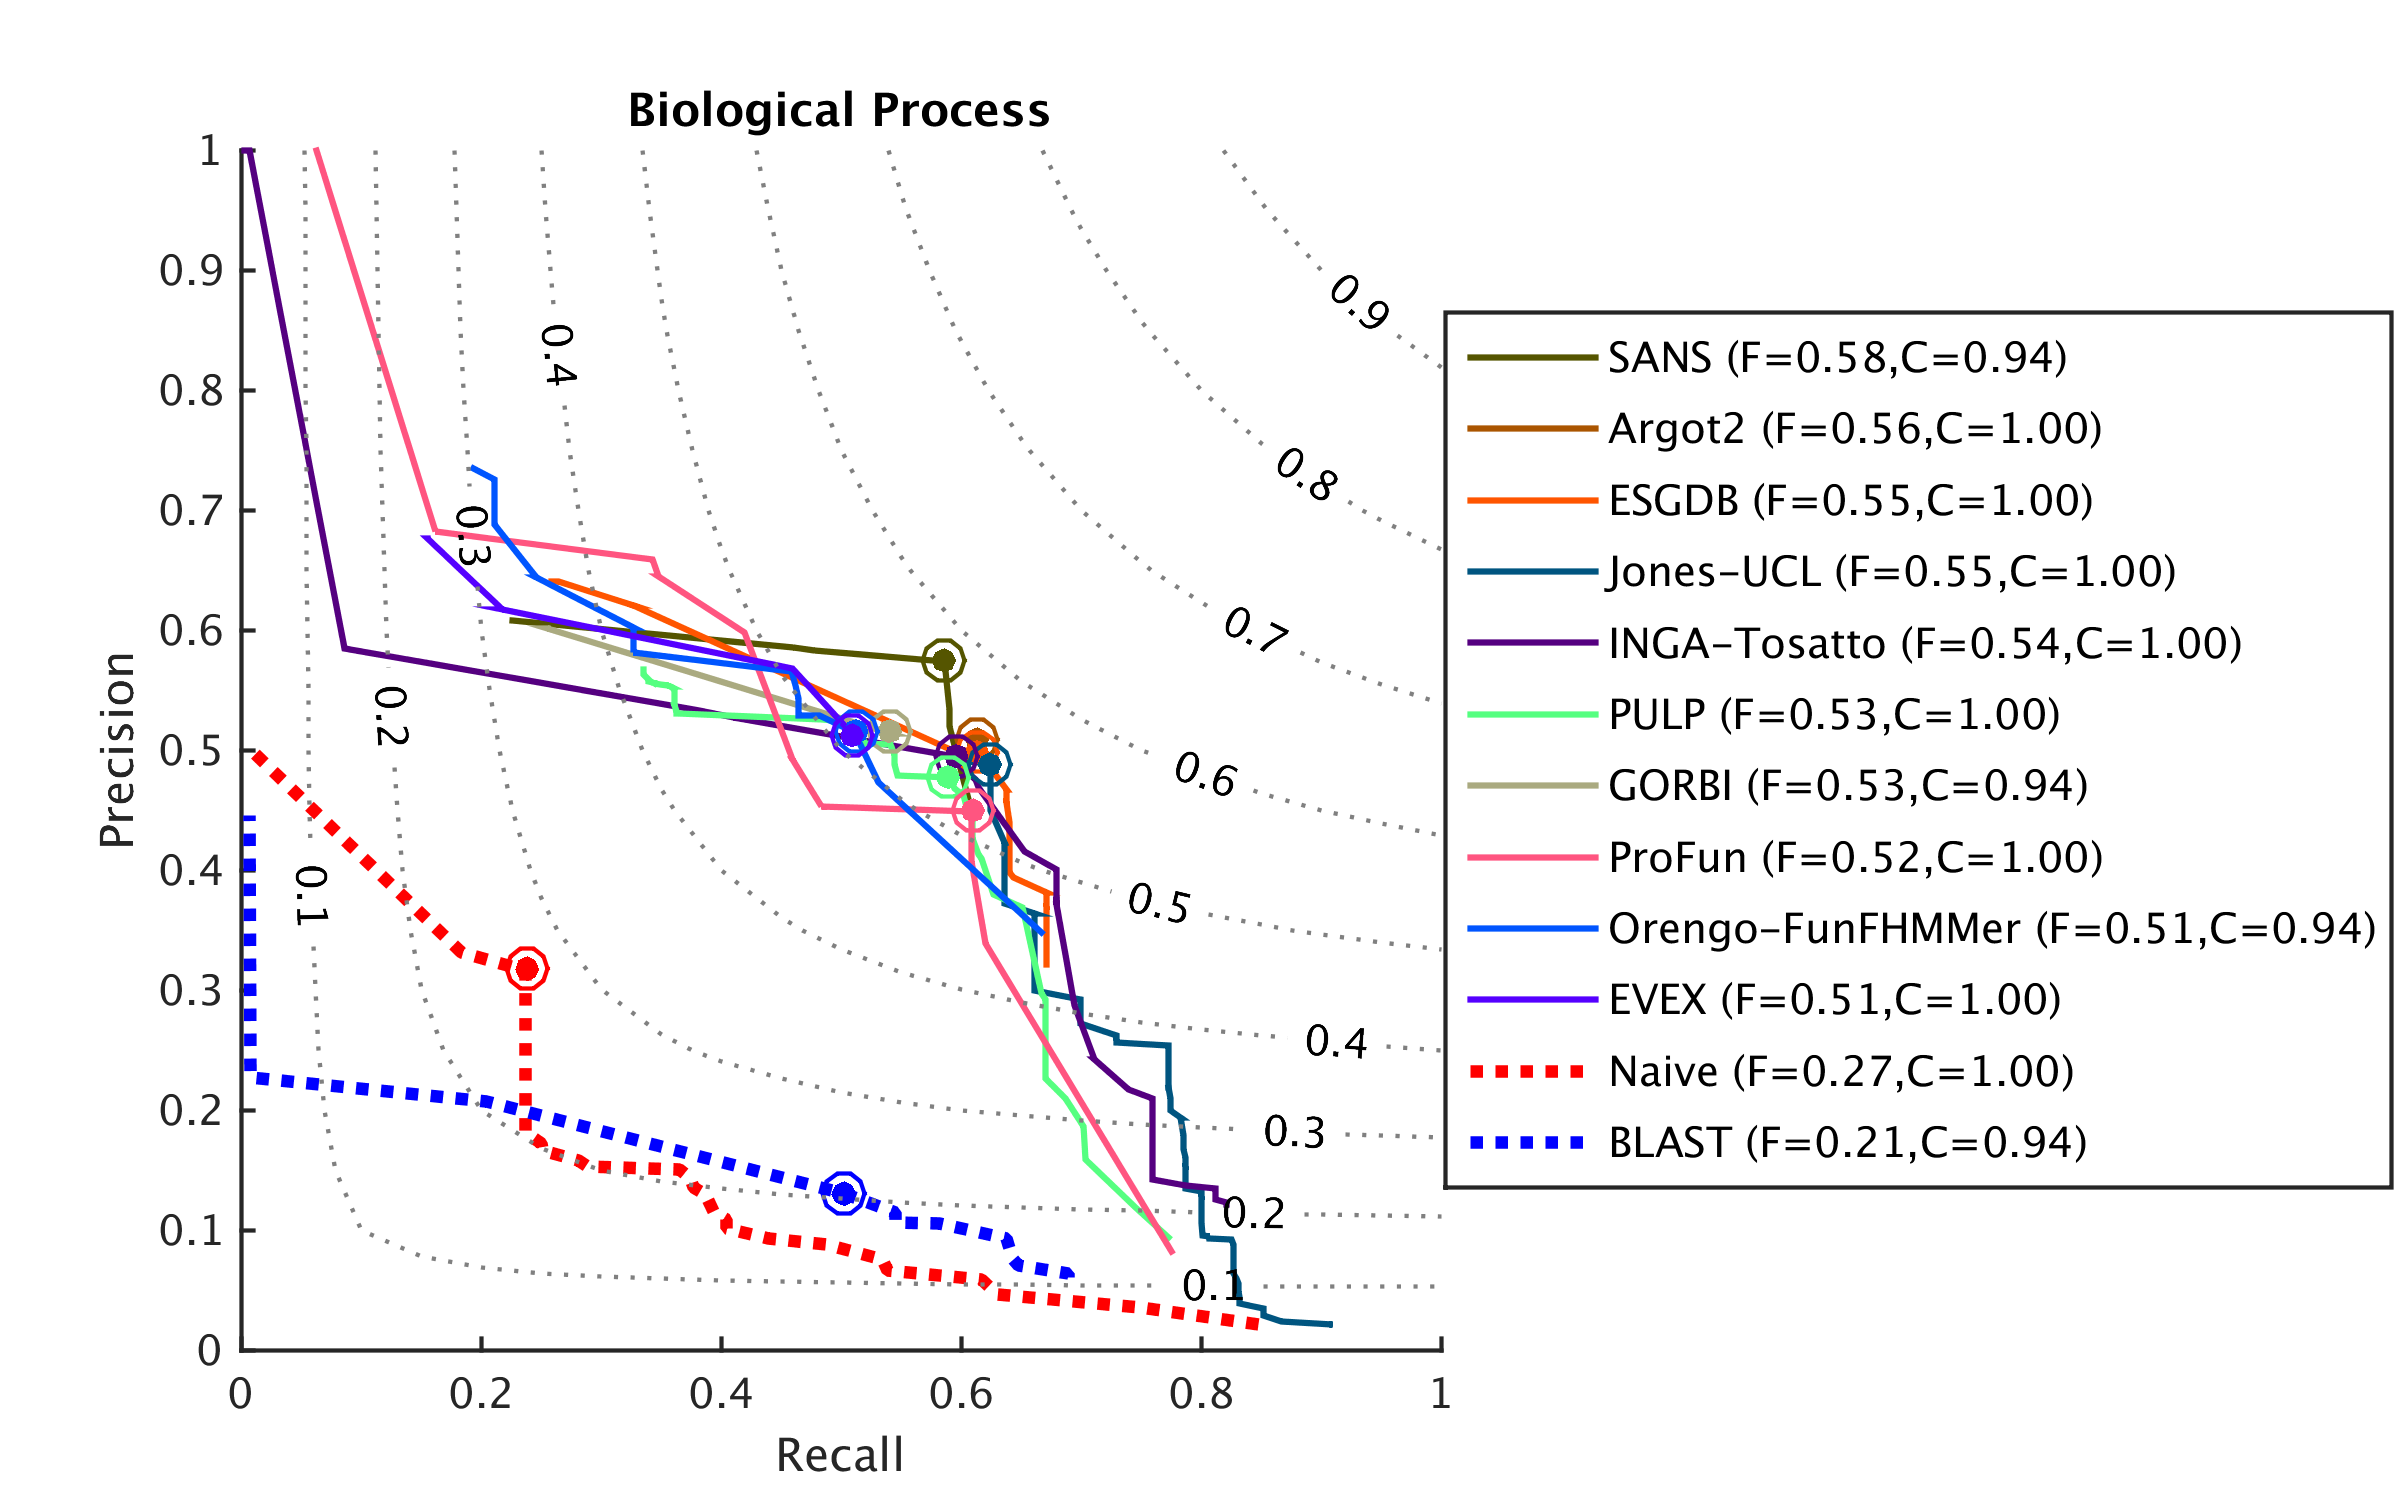 Biological Process
1
0.9
0.8
0.7
0.6
0.5
0.4
0.3
0.2
0.1
0
Precision
0
0.2
0.4
0.6
0.8
1
Recall
0.1
0.2
0.3
0.4
0.9
0.8
0.7
0.6
0.5
0.4
0.3
0.2
0.1
SANS (F=0.58,C=0.94)
Argot2 (F=0.56,C=1.00)
ESGDB (F=0.55,C=1.00)
Jones-UCL (F=0.55,C=1.00)
INGA-Tosatto (F=0.54,C=1.00)
PULP (F=0.53,C=1.00)
GORBI (F=0.53,C=0.94)
ProFun (F=0.52,C=1.00)
Orengo-FunFHMMer (F=0.51,C=0.94)
EVEX (F=0.51,C=1.00)
Naive (F=0.27,C=1.00)
BLAST (F=0.21,C=0.94)